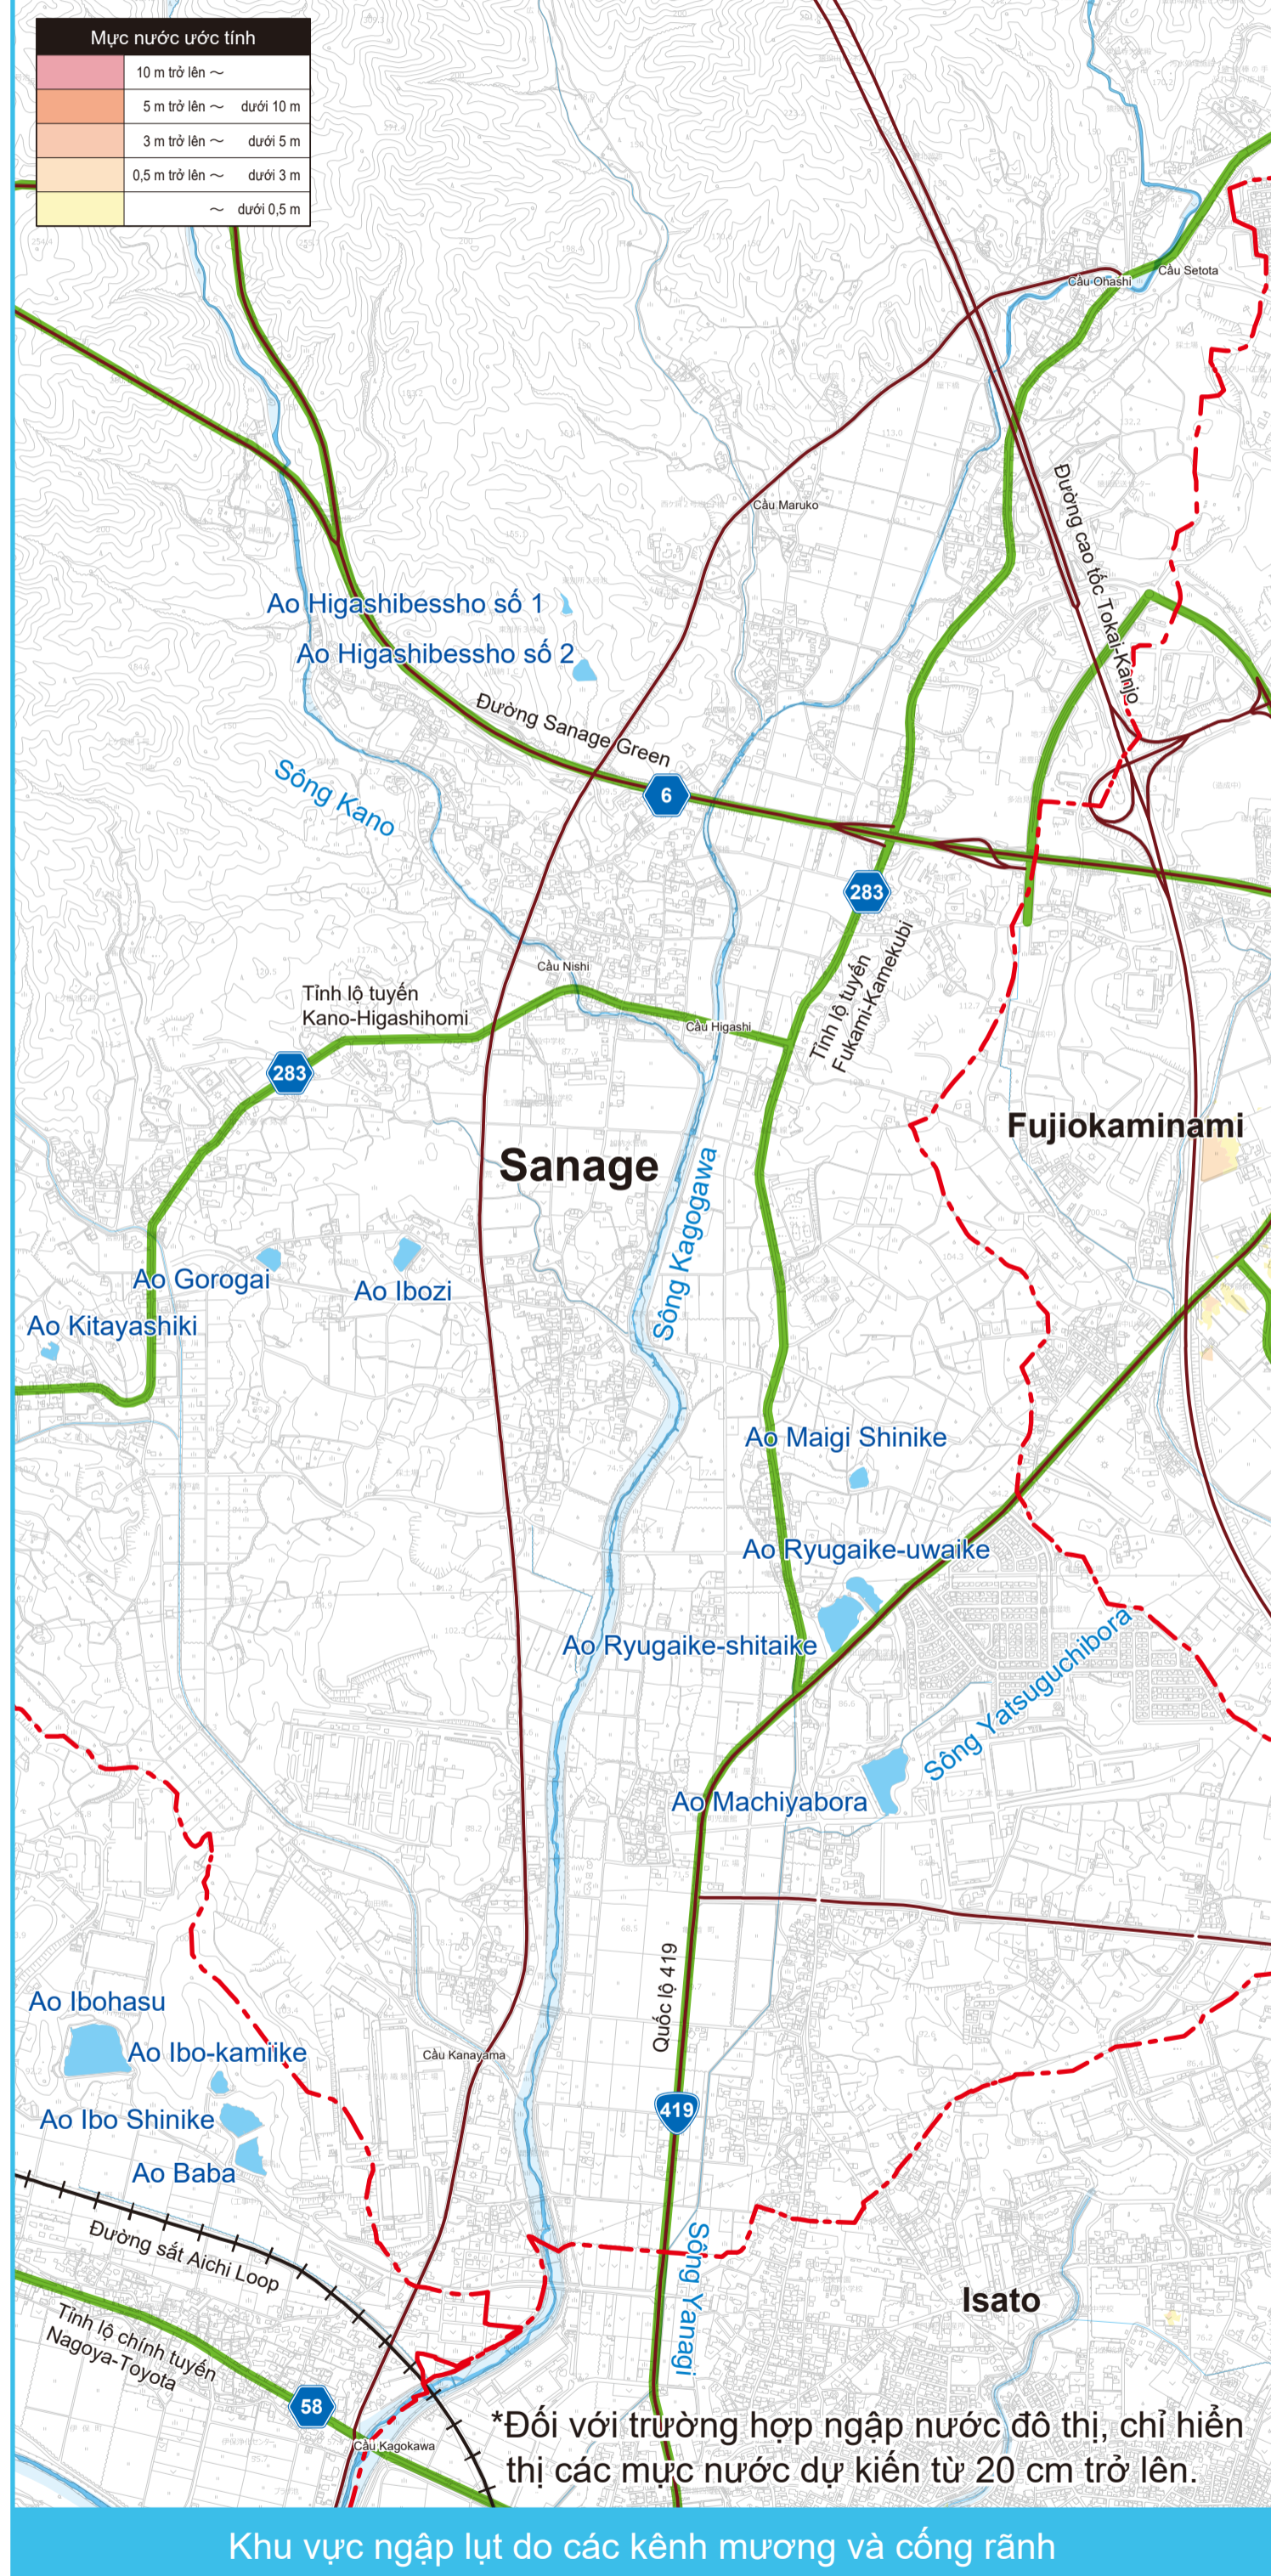 Mực nước ước tính
10 m trở lên ～
5 m trở lên ～ dưới 10 m
3 m trở lên ～ dưới 5 m
0,5 m trở lên ～ dưới 3 m
～ dưới 0,5 m
Cầu Setota
Cầu Ohashi
Cầu Maruko
Đường cao tốc Tokai-Kanjo
Ao Higashibessho số 1
Ao Higashibessho số 2
Đường Sanage Green
Sông Kano
6
283
Cầu Nishi
Tỉnh lộ tuyến
Fukami-Kamekubi
Tỉnh lộ tuyến
Kano-Higashihomi
Cầu Higashi
283
Fujiokaminami
Sanage
Sông Kagogawa
Ao Gorogai
Ao Ibozi
Ao Kitayashiki
Ao Maigi Shinike
Ao Ryugaike-uwaike
Ao Ryugaike-shitaike
Sông Yatsuguchibora
Ao Machiyabora
Quốc lộ 419
Ao Ibohasu
Ao Ibo-kamiike
Cầu Kanayama
419
Ao Ibo Shinike
Ao Baba
Đường sắt Aichi Loop
Sông Yanagi
Isato
Tỉnh lộ chính tuyến
Nagoya-Toyota
58
Cầu Kagokawa
*Đối với trường hợp ngập nước đô thị, chỉ hiển
thị các mực nước dự kiến từ 20 cm trở lên.
Khu vực ngập lụt do các kênh mương và cống rãnh